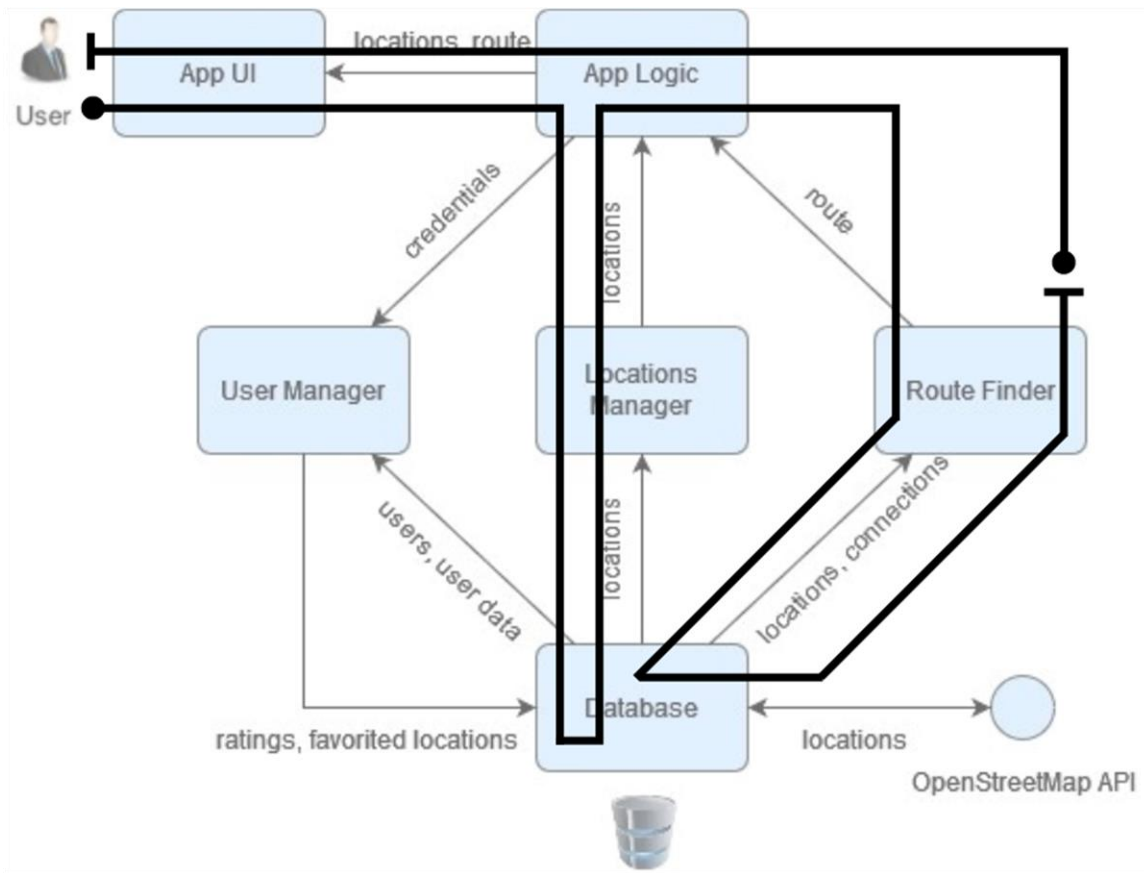 locations, route
App UI
App Logic
User
credentials
locations
route
User Manager
Locations
Manager
Route Finder
users, user data
locations
locations, connections
Database
ratings, favorited locations
locations
OpenStreetMap API